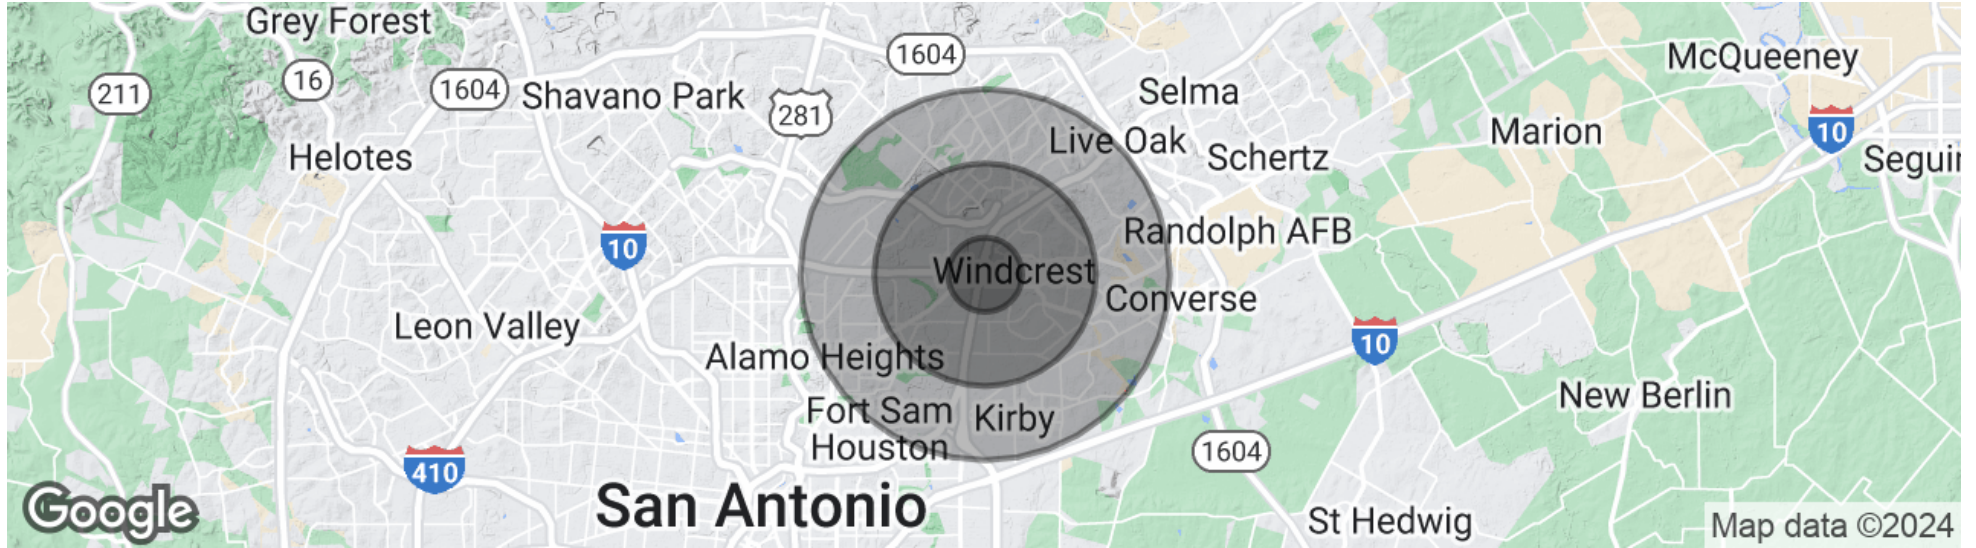 Grey Forest
1604
McQueeney
211
16
1604
Shavano Park
281
Selma
Live Oak
Marion
10
Helotes
Schertz
Seguin
10
Randolph AFB
Windcrest
Converse
Leon Valley
Alamo Heights
10
New Berlin
Fort Sam
Houston
Kirby
1604
410
San Antonio
St Hedwig
Google
Map data ©2024